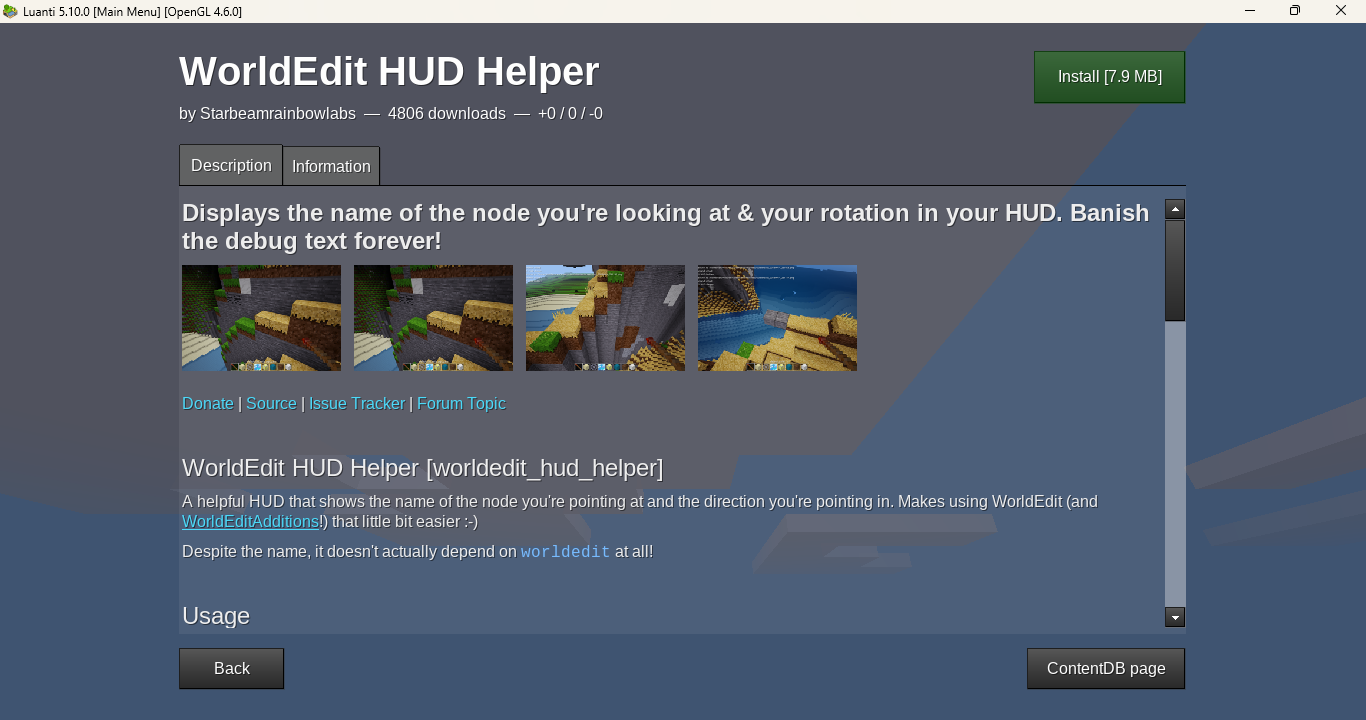 Luanti 5.10.0 [Main Menu] [OpenGL 4.6.0]
WorldEdit HUD Helper
Install [7.9 MB]
by Starbeamrainbowlabs — 4806 downloads — +0 / 0 / -0
Description
Information
Displays the name of the node you're looking at & your rotation in your HUD. Banish
the debug text forever!
Donate | Source | Issue Tracker | Forum Topic
WorldEdit HUD Helper [worldedit_hud_helper]
A helpful HUD that shows the name of the node you're pointing at and the direction you're pointing in. Makes using WorldEdit (and
WorldEditAdditions!) that little bit easier :-)
Despite the name, it doesn't actually depend on worldedit at all!
Usage
Back
ContentDB page